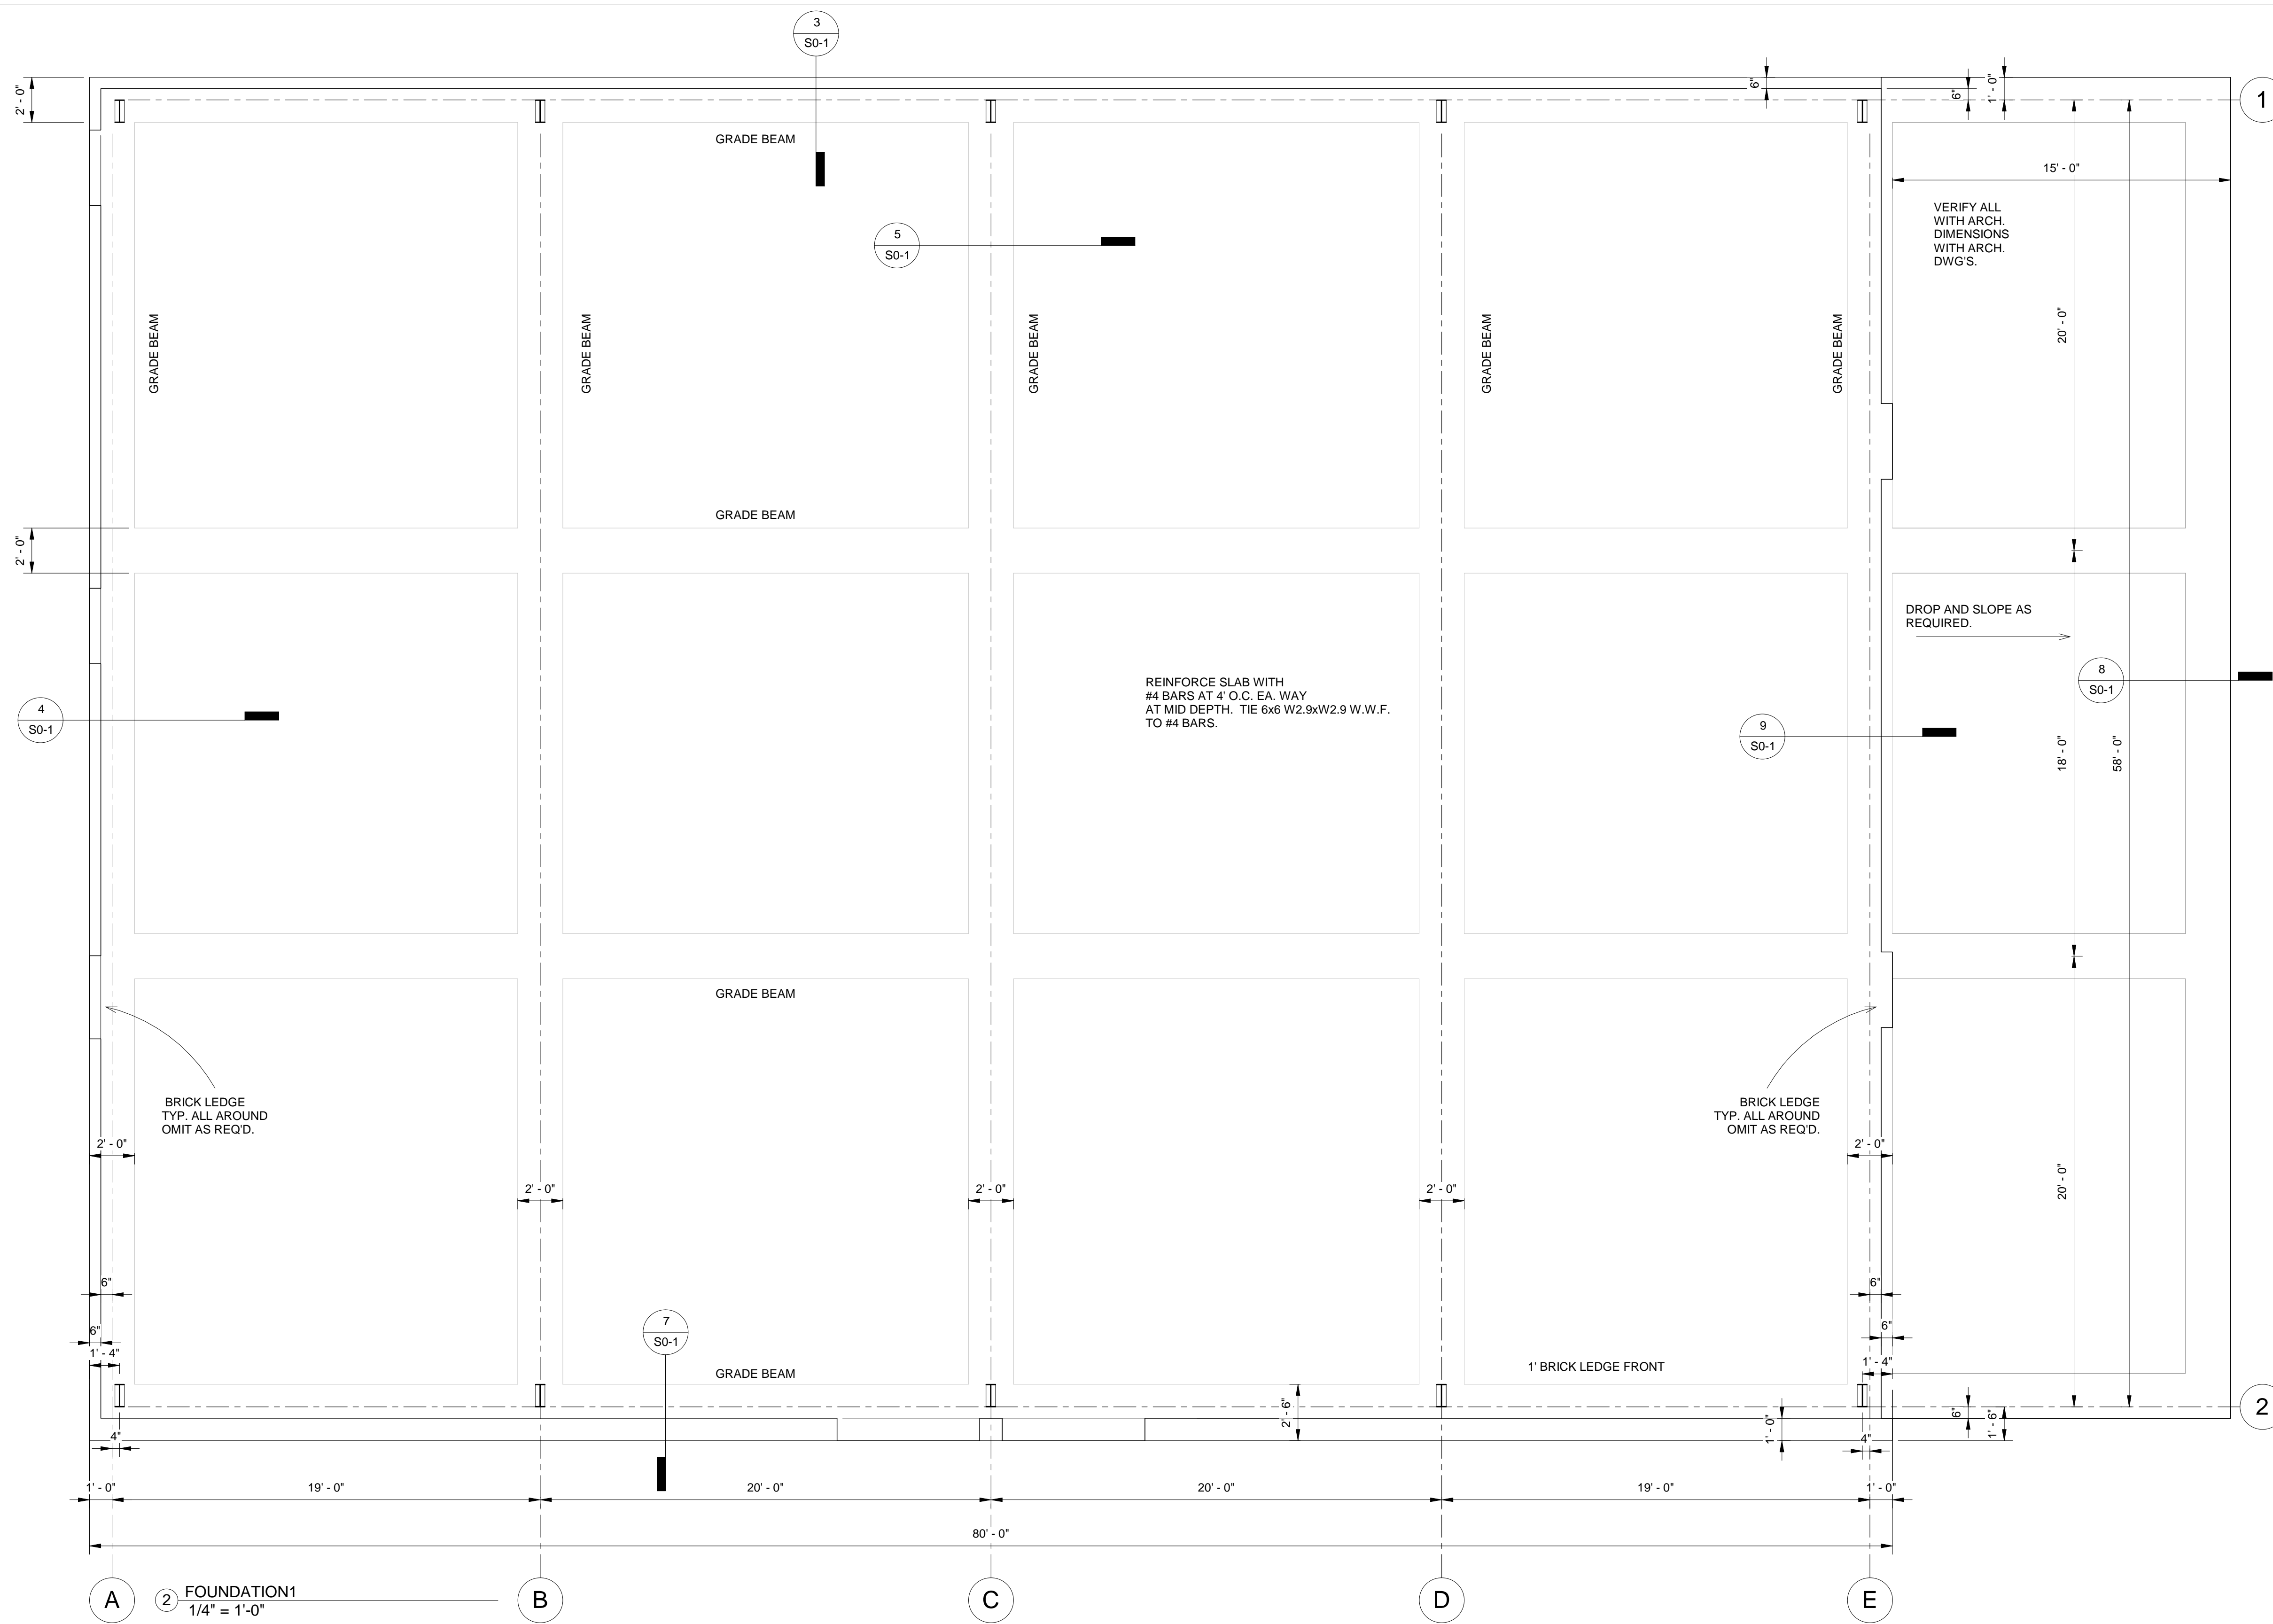 3
S0-1
2' - 0"
6"
6"
1' - 0"
1
GRADE BEAM
15' - 0"
VERIFY ALL
WITH ARCH.
DIMENSIONS
WITH ARCH.
DWG'S.
5
S0-1
GRADE BEAM
GRADE BEAM
GRADE BEAM
GRADE BEAM
GRADE BEAM
20' - 0"
GRADE BEAM
2' - 0"
DROP AND SLOPE AS
REQUIRED.
8
S0-1
REINFORCE SLAB WITH
#4 BARS AT 4' O.C. EA. WAY
AT MID DEPTH.  TIE 6x6 W2.9xW2.9 W.W.F.
TO #4 BARS.
4
S0-1
9
S0-1
18' - 0"
58' - 0"
GRADE BEAM
BRICK LEDGE
TYP. ALL AROUND
OMIT AS REQ'D.
BRICK LEDGE
TYP. ALL AROUND
OMIT AS REQ'D.
2' - 0"
2' - 0"
2' - 0"
2' - 0"
2' - 0"
20' - 0"
6"
6"
7
S0-1
6"
6"
1' - 4"
1' - 4"
GRADE BEAM
1' BRICK LEDGE FRONT
2' - 6"
1' - 0"
6"
1' - 6"
2
4"
4"
1' - 0"
19' - 0"
20' - 0"
20' - 0"
19' - 0"
1' - 0"
80' - 0"
A
B
C
D
E
2
FOUNDATION1
1/4" = 1'-0"